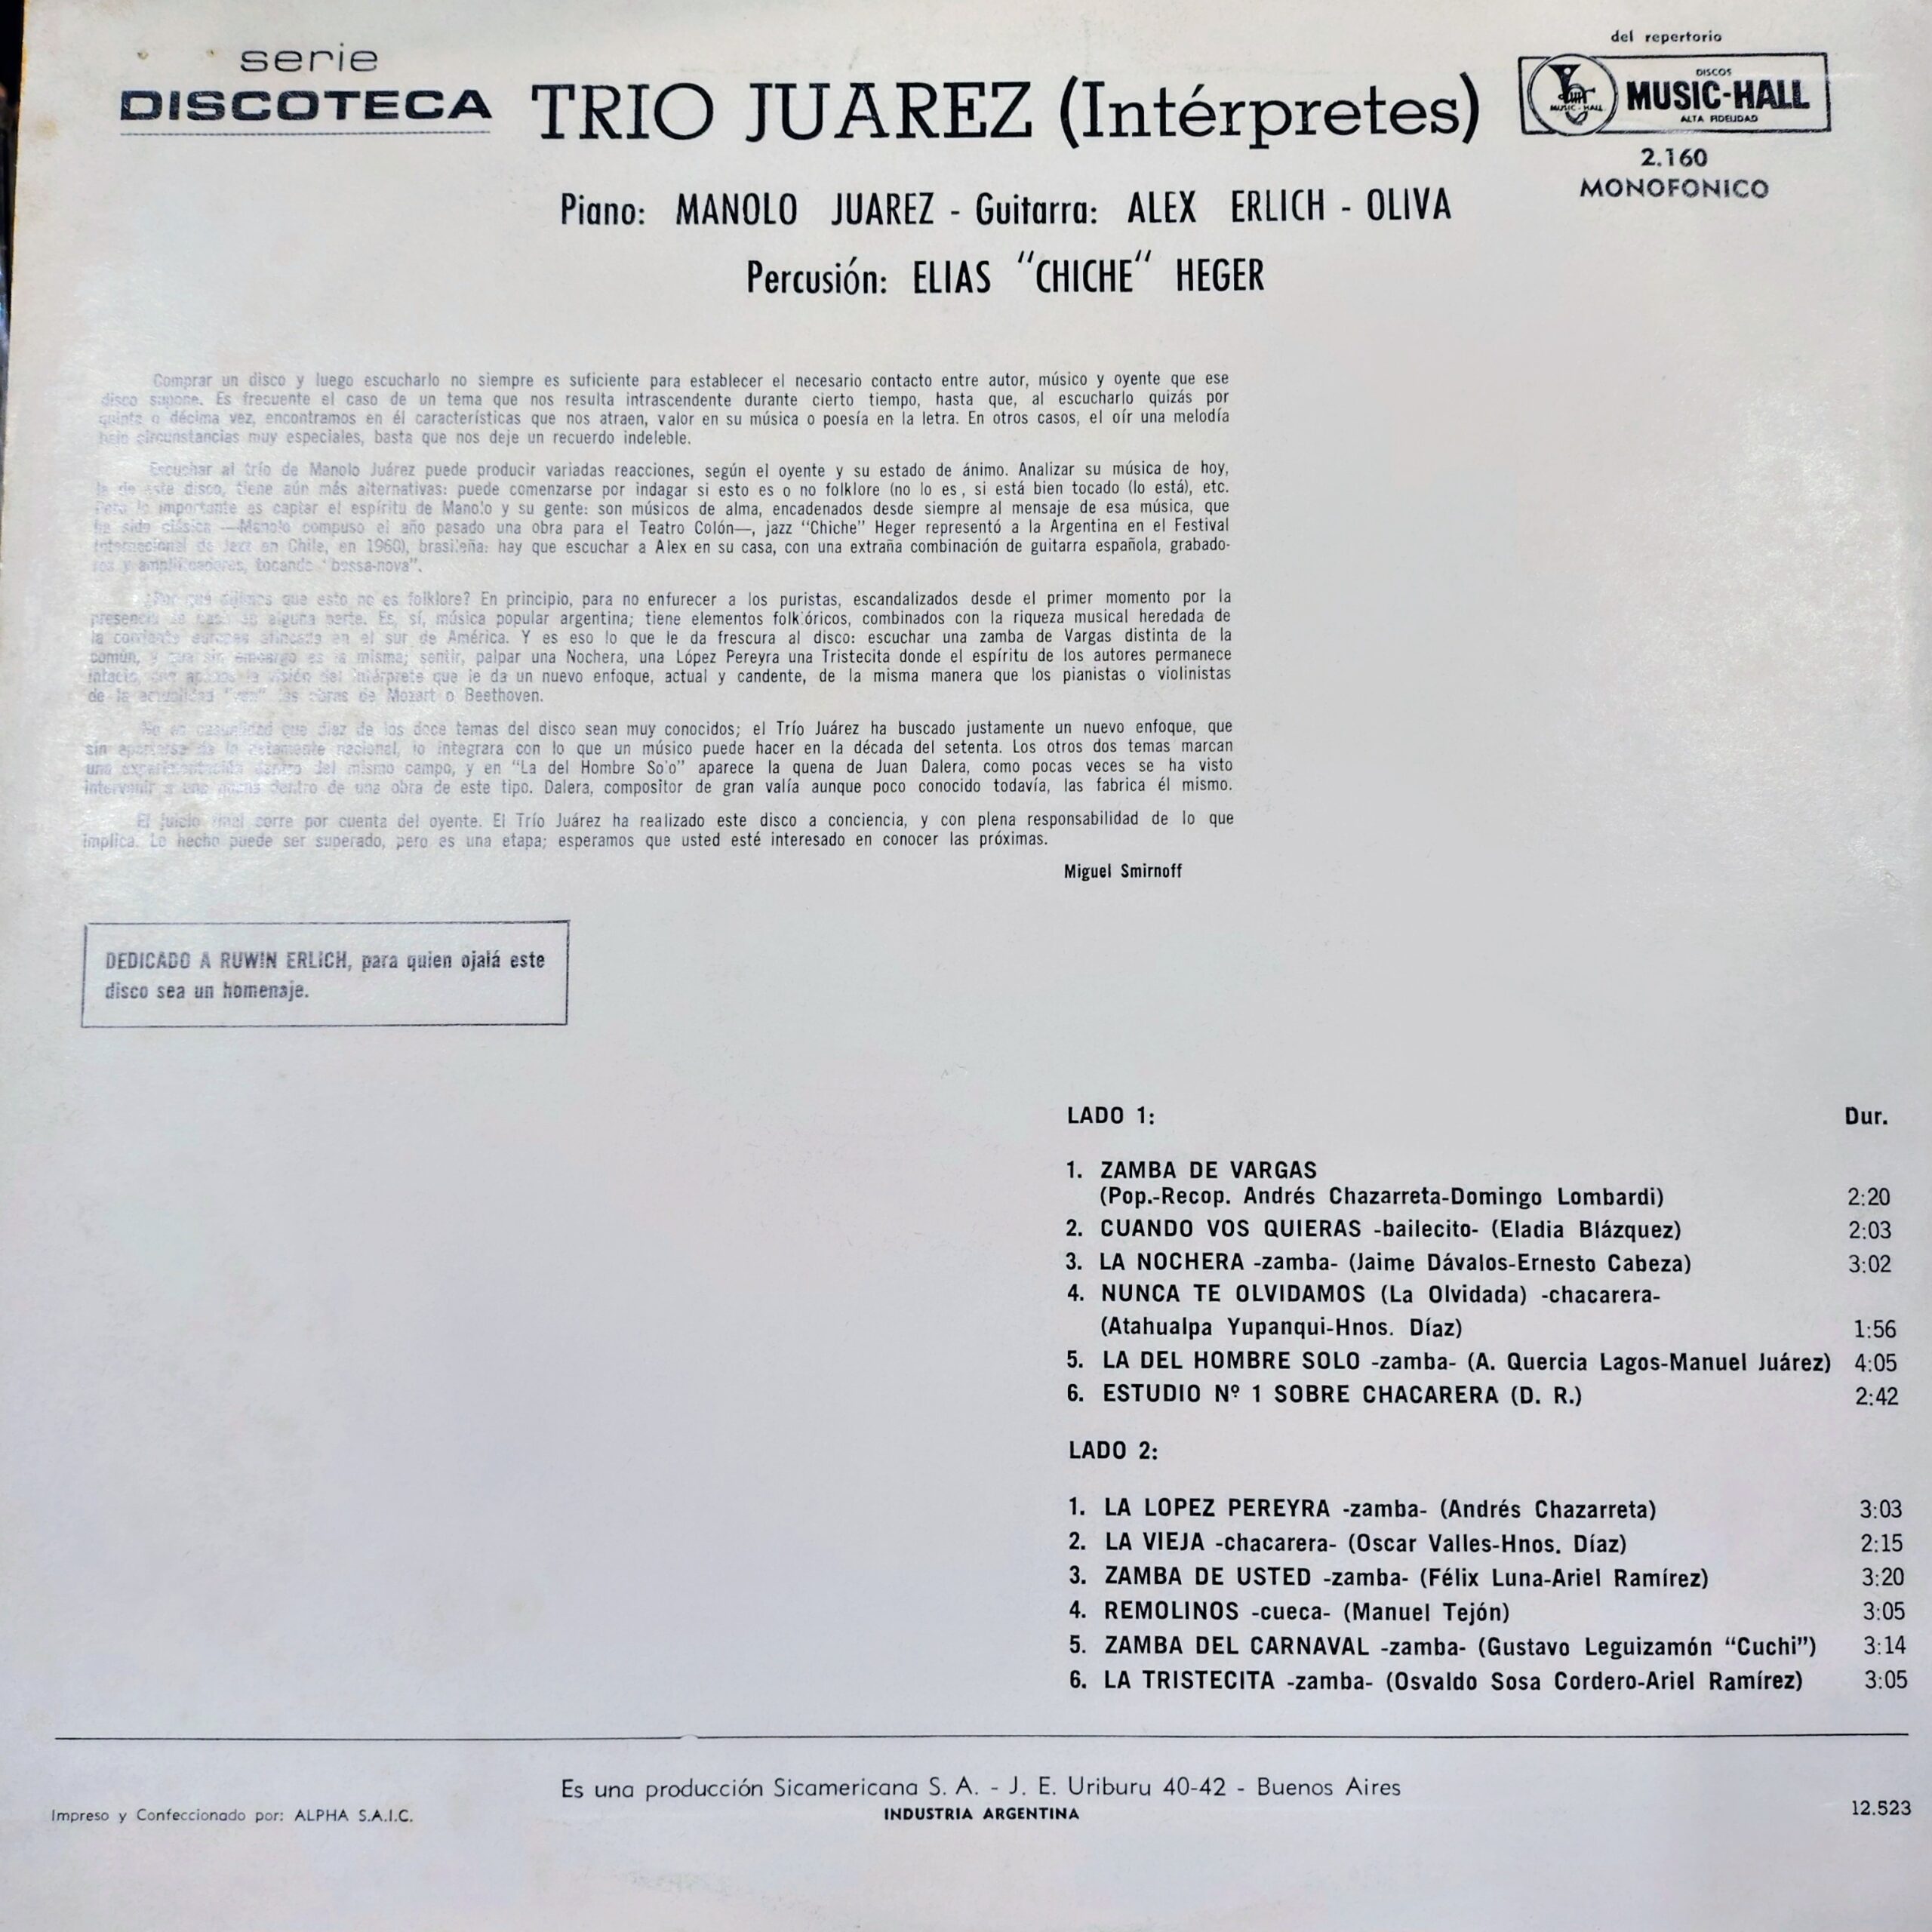 serie
DISCOTECA
TRIO JUAREZ (Intérpretes)
del repertorio
DISCOS
MUSIC-HALL
MUSIC-HALL
ALTA FIDELIDAD
2.160
MONOFONICO
Piano: MANOLO JUAREZ - Guitarra: ALEX ERLICH - OLIVA
Percusión: ELIAS "CHICHE" HEGER
Comprar un disco y luego escucharlo no siempre es suficiente para establecer el necesario contacto entre autor, músico y oyente que ese
disco supone. Es frecuente el caso de un tema que nos resulta intrascendente durante cierto tiempo, hasta que, al escucharlo quizás por
quinta o décima vez, encontramos en él características que nos atraen, valor en su música o poesía en la letra. En otros casos, el oír una melodía
bajo circunstancias muy especiales, basta que nos deje un recuerdo indeleble.
Escuchar al trío de Manolo Juárez puede producir variadas reacciones, según el oyente y su estado de ánimo. Analizar su música de hoy,
la de este disco, tiene aún más alternativas: puede comenzarse por indagar si esto es o no folklore (no lo es, si está bien tocado (lo está), etc.
Pero lo importante es captar el espíritu de Manolo y su gente: son músicos de alma, encadenados desde siempre al mensaje de esa música, que
ha sido clásica —Manolo compuso el año pasado una obra para el Teatro Colón—, jazz "Chiche" Heger representó a la Argentina en el Festival
Internacional de Jazz en Chile, en 1960), brasileña: hay que escuchar a Alex en su casa, con una extraña combinación de guitarra española, grabado-
res y amplificadores, tocando "bossa-nova".
¿Por qué dijimos que esto no es folklore? En principio, para no enfurecer a los puristas, escandalizados desde el primer momento por la
presencia de en alguna parte. Es, sí, música popular argentina; tiene elementos folklóricos, combinados con la riqueza musical heredada de
la corriente europea afincada en el sur de América. Y es eso lo que le da frescura al disco: escuchar una zamba de Vargas distinta de la
común, y que sin embargo es la misma; sentir, palpar una Nochera, una López Pereyra una Tristecita donde el espíritu de los autores permanece
intacto, la visión del intérprete que le da un nuevo enfoque, actual y candente, de la misma manera que los pianistas o violinistas
de la actualidad "ven" las obras de Mozart o Beethoven.
No es casualidad que diez de los doce temas del disco sean muy conocidos; el Trío Juárez ha buscado justamente un nuevo enfoque, que
sin apartarse de lo netamente nacional, lo integrara con lo que un músico puede hacer en la década del setenta. Los otros dos temas marcan
una experimentación dentro del mismo campo, y en "La del Hombre Solo" aparece la quena de Juan Dalera, como pocas veces se ha visto
intervenir a una quena dentro de una obra de este tipo. Dalera, compositor de gran valía aunque poco conocido todavía, las fabrica él mismo.
El juicio final corre por cuenta del oyente. El Trío Juárez ha realizado este disco a conciencia, y con plena responsabilidad de lo que
implica. Lo hecho puede ser superado, pero es una etapa; esperamos que usted esté interesado en conocer las próximas.
Miguel Smirnoff
DEDICADO A RUWIN ERLICH, para quien ojalá este
disco sea un homenaje.
LADO 1: Dur.
1. ZAMBA DE VARGAS
(Pop.-Recop. Andrés Chazarreta-Domingo Lombardi) 2:20
2. CUANDO VOS QUIERAS -bailecito- (Eladia Blázquez) 2:03
3. LA NOCHERA -zamba- (Jaime Dávalos-Ernesto Cabeza) 3:02
4. NUNCA TE OLVIDAMOS (La Olvidada) -chacarera-
(Atahualpa Yupanqui-Hnos. Díaz) 1:56
5. LA DEL HOMBRE SOLO -zamba- (A. Quercia Lagos-Manuel Juárez) 4:05
6. ESTUDIO Nº 1 SOBRE CHACARERA (D. R.) 2:42
LADO 2:
1. LA LOPEZ PEREYRA -zamba- (Andrés Chazarreta) 3:03
2. LA VIEJA -chacarera- (Oscar Valles-Hnos. Díaz) 2:15
3. ZAMBA DE USTED -zamba- (Félix Luna-Ariel Ramírez) 3:20
4. REMOLINOS -cueca- (Manuel Tejón) 3:05
5. ZAMBA DEL CARNAVAL -zamba- (Gustavo Leguizamón "Cuchi") 3:14
6. LA TRISTECITA -zamba- (Osvaldo Sosa Cordero-Ariel Ramírez) 3:05
Es una producción Sicamericana S. A. - J. E. Uriburu 40-42 - Buenos Aires
Impreso y Confeccionado por: ALPHA S.A.I.C.
INDUSTRIA ARGENTINA
12.523